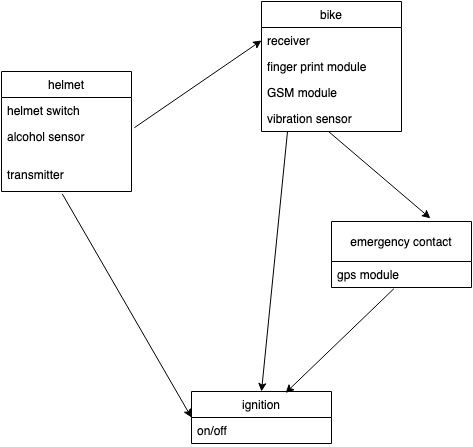 bike
receiver
finger print module
GSM module
vibration sensor
helmet
helmet switch
alcohol sensor
transmitter
emergency contact
gps module
ignition
on/off